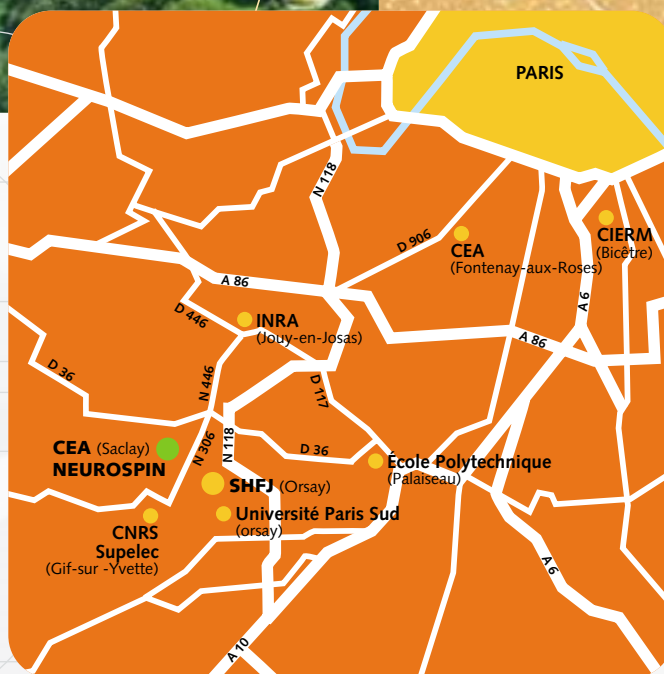 PARIS
N 118
CIERM
(Bicêtre)
D 906
CEA
(Fontenay-aux-Roses)
A 86
A 6
D 446
INRA
(Jouy-en-Josas)
A 86
D 36
N 446
D 117
CEA (Saclay)
NEUROSPIN
N 306
N 118
D 36
École Polytechnique
(Palaiseau)
SHFJ (Orsay)
Université Paris Sud
(orsay)
CNRS
Supelec
(Gif-sur -Yvette)
A 6
A 10